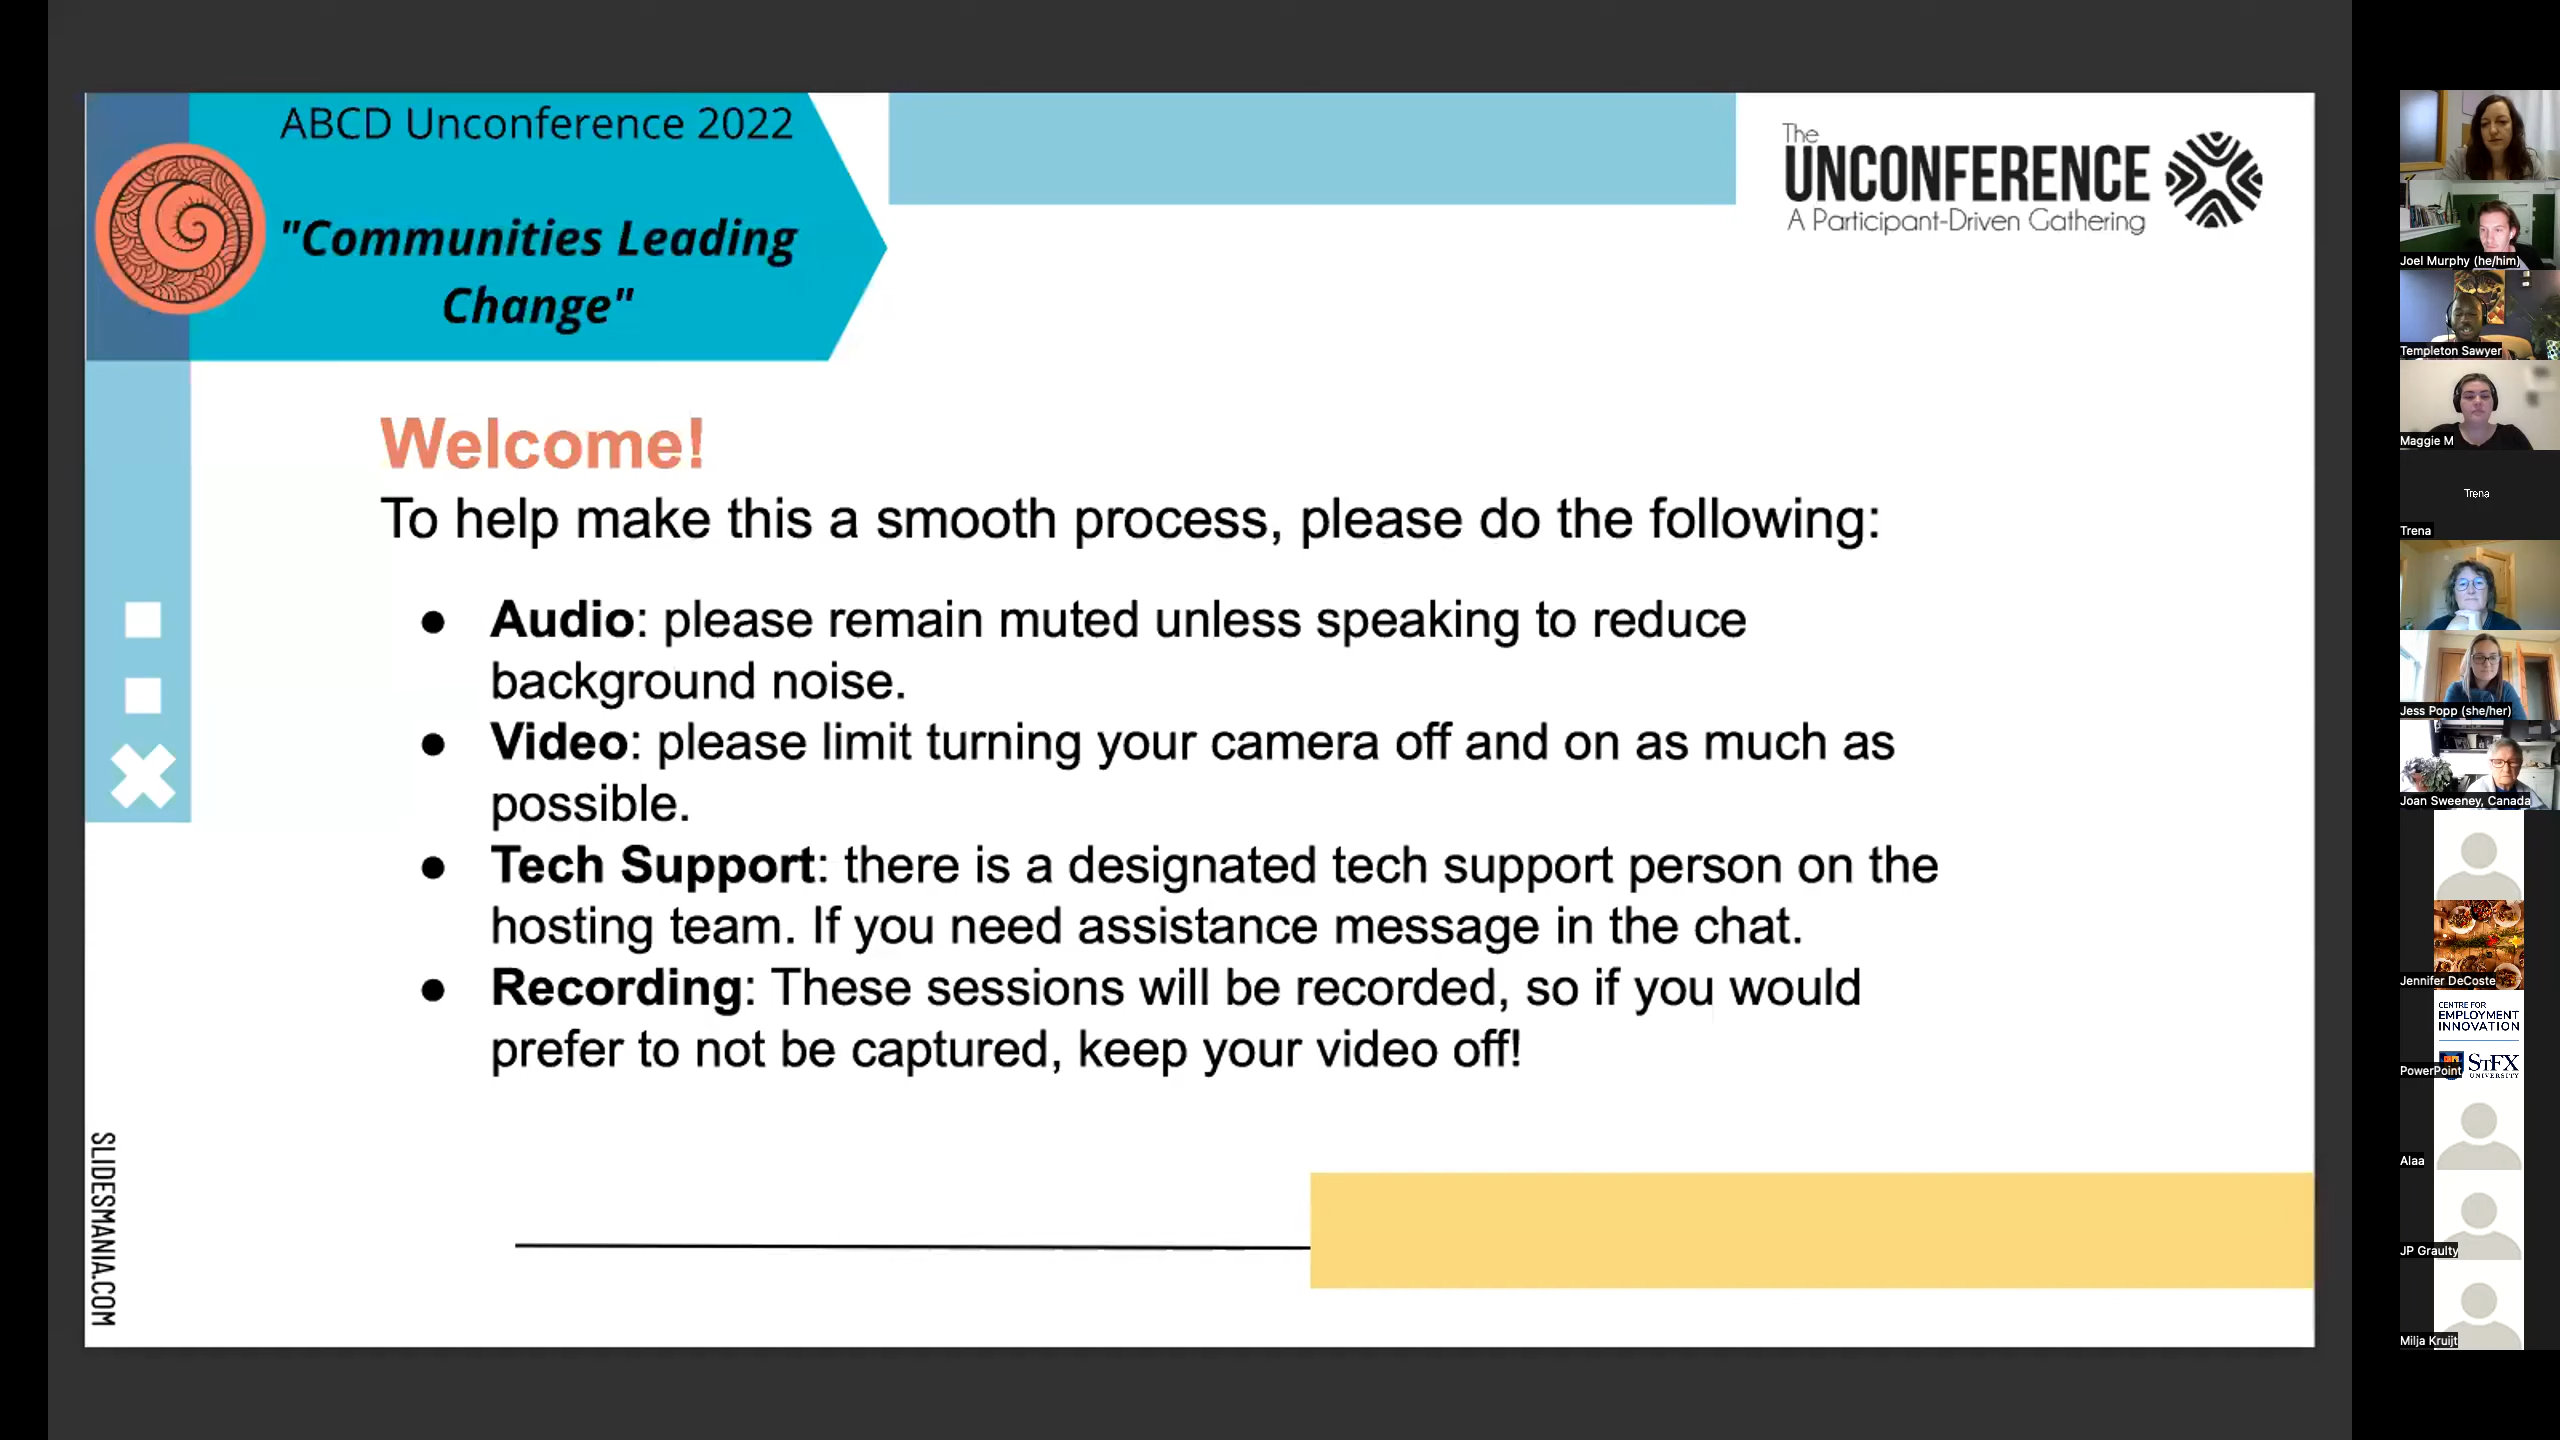 ABCD Unconference 2022
"Communities Leading
Change"
The
UNCONFERENCE
A Participant-Driven Gathering
Welcome!
To help make this a smooth process, please do the following:
● Audio: please remain muted unless speaking to reduce
background noise.
● Video: please limit turning your camera off and on as much as
possible.
● Tech Support: there is a designated tech support person on the
hosting team. If you need assistance message in the chat.
● Recording: These sessions will be recorded, so if you would
prefer to not be captured, keep your video off!
SLIDESMANIA.COM
Joel Murphy (he/him)
Templeton Sawyer
Maggie M
Trena
Trena
Jess Popp (she/her)
Joan Sweeney, Canada
Jennifer DeCoste
CENTRE FOR
EMPLOYMENT
INNOVATION
STFX
UNIVERSITY
PowerPoint
Alaa
JP Graulty
Milja Kruijt